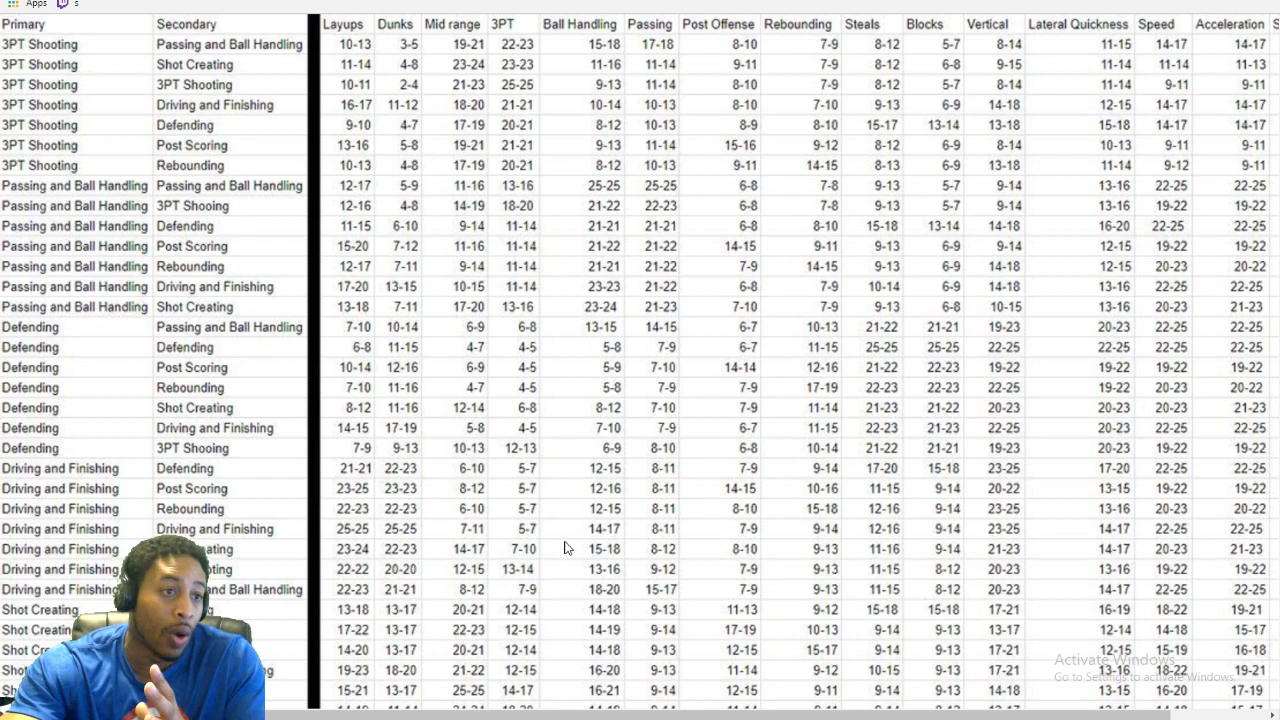 Apps s
Primary Secondary Layups Dunks Mid range 3PT Ball Handling Passing Post Offense Rebounding Steals Blocks Vertical Lateral Quickness Speed Acceleration S
3PT Shooting Passing and Ball Handling 10-13 3-5 19-21 22-23 15-18 17-18 8-10 7-9 8-12 5-7 8-14 11-15 14-17 14-17
3PT Shooting Shot Creating 11-14 4-8 23-24 23-23 11-16 11-14 9-11 7-9 8-12 6-8 9-15 11-14 11-14 11-13
3PT Shooting 3PT Shooting 10-11 2-4 21-23 25-25 9-13 11-14 8-10 7-9 8-12 5-7 8-14 11-14 9-11 9-11
3PT Shooting Driving and Finishing 16-17 11-12 18-20 21-21 10-14 10-13 8-10 7-10 9-13 6-9 14-18 12-15 14-17 14-17
3PT Shooting Defending 9-10 4-7 17-19 20-21 8-12 10-13 8-9 8-10 15-17 13-14 13-18 15-18 14-17 14-17
3PT Shooting Post Scoring 13-16 5-8 19-21 21-21 9-13 11-14 15-16 9-12 8-12 6-9 8-14 10-13 9-11 9-11
3PT Shooting Rebounding 10-13 4-8 17-19 20-21 8-12 10-13 9-11 14-15 8-13 6-9 13-18 11-14 9-12 9-11
Passing and Ball Handling Passing and Ball Handling 12-17 5-9 11-16 13-16 25-25 25-25 6-8 7-8 9-13 5-7 9-14 13-16 22-25 22-25
Passing and Ball Handling 3PT Shooing 12-16 4-8 14-19 18-20 21-22 22-23 6-8 7-8 9-13 5-7 9-14 13-16 19-22 19-22
Passing and Ball Handling Defending 11-15 6-10 9-14 11-14 21-21 21-21 6-8 8-10 15-18 13-14 14-18 16-20 22-25 22-25
Passing and Ball Handling Post Scoring 15-20 7-12 11-16 11-14 21-22 21-22 14-15 9-11 9-13 6-9 9-14 12-15 19-22 19-22
Passing and Ball Handling Rebounding 12-17 7-11 9-14 11-14 21-21 21-22 7-9 14-15 9-13 6-9 14-18 12-15 20-23 20-22
Passing and Ball Handling Driving and Finishing 17-20 13-15 10-15 11-14 23-23 21-22 6-8 7-9 10-14 6-9 14-18 13-16 22-25 22-25
Passing and Ball Handling Shot Creating 13-18 7-11 17-20 13-16 23-24 21-23 7-10 7-9 9-13 6-8 10-15 13-16 20-23 21-23
Defending Passing and Ball Handling 7-10 10-14 6-9 6-8 13-15 14-15 6-7 10-13 21-22 21-21 19-23 20-23 22-25 22-25
Defending Defending 6-8 11-15 4-7 4-5 5-8 7-9 6-7 11-15 25-25 25-25 22-25 22-25 22-25 22-25
Defending Post Scoring 10-14 12-16 6-9 4-5 5-9 7-10 14-14 12-16 21-22 22-23 19-22 19-22 19-22 19-22
Defending Rebounding 7-10 11-16 4-7 4-5 5-8 7-9 7-9 17-19 22-23 22-23 22-25 19-22 20-23 20-22
Defending Shot Creating 8-12 11-16 12-14 6-8 8-12 7-10 7-9 11-14 21-23 21-22 20-23 20-23 20-23 21-23
Defending Driving and Finishing 14-15 17-19 5-8 4-5 7-10 7-9 6-7 11-15 22-23 21-23 22-25 20-23 22-25 22-25
Defending 3PT Shooing 7-9 9-13 10-13 12-13 6-9 8-10 6-8 10-14 21-22 21-21 19-23 20-23 19-22 19-22
Driving and Finishing Defending 21-21 22-23 6-10 5-7 12-15 8-11 7-9 9-14 17-20 15-18 23-25 17-20 22-25 22-25
Driving and Finishing Post Scoring 23-25 23-23 8-12 5-7 12-16 8-11 14-15 10-16 11-15 9-14 20-22 13-15 19-22 19-22
Driving and Finishing Rebounding 22-23 22-23 6-10 5-7 12-15 8-11 8-10 15-18 12-16 9-14 23-25 13-16 20-23 20-22
Driving and Finishing Driving and Finishing 25-25 25-25 7-11 5-7 14-17 8-11 7-9 9-14 12-16 9-14 23-25 14-17 22-25 22-25
Driving and Finishing ating 23-24 22-23 14-17 7-10 15-18 8-12 8-10 9-13 11-16 9-14 21-23 14-17 20-23 21-23
Driving and Finishing ting 22-22 20-20 12-15 13-14 13-16 9-12 7-9 9-13 11-15 8-12 20-23 13-16 19-22 19-22
Driving and nd Ball Handling 22-23 21-21 8-12 7-9 18-20 15-17 7-9 9-13 11-15 8-12 20-23 14-17 22-25 22-25
Shot Creating g 13-18 13-17 20-21 12-14 14-18 9-13 11-13 9-12 15-18 15-18 17-21 16-19 18-22 19-21
Shot Creatin 17-22 13-17 22-23 12-15 14-19 9-14 17-19 10-13 9-14 9-13 13-17 12-14 14-18 15-17
Shot Cr 14-20 13-17 20-21 12-14 14-18 9-13 12-15 15-17 9-14 9-13 17-21 12-15 15-19 16-18
Shot g 19-23 18-20 21-22 12-15 16-20 9-13 11-14 9-12 10-15 9-13 17-21 13-16 18-22 19-21
Sh 15-21 13-17 25-25 14-17 16-21 9-14 12-15 9-11 9-14 9-13 14-18 13-15 16-20 17-19
Activate Windows
Go to Settings to activate Windows.